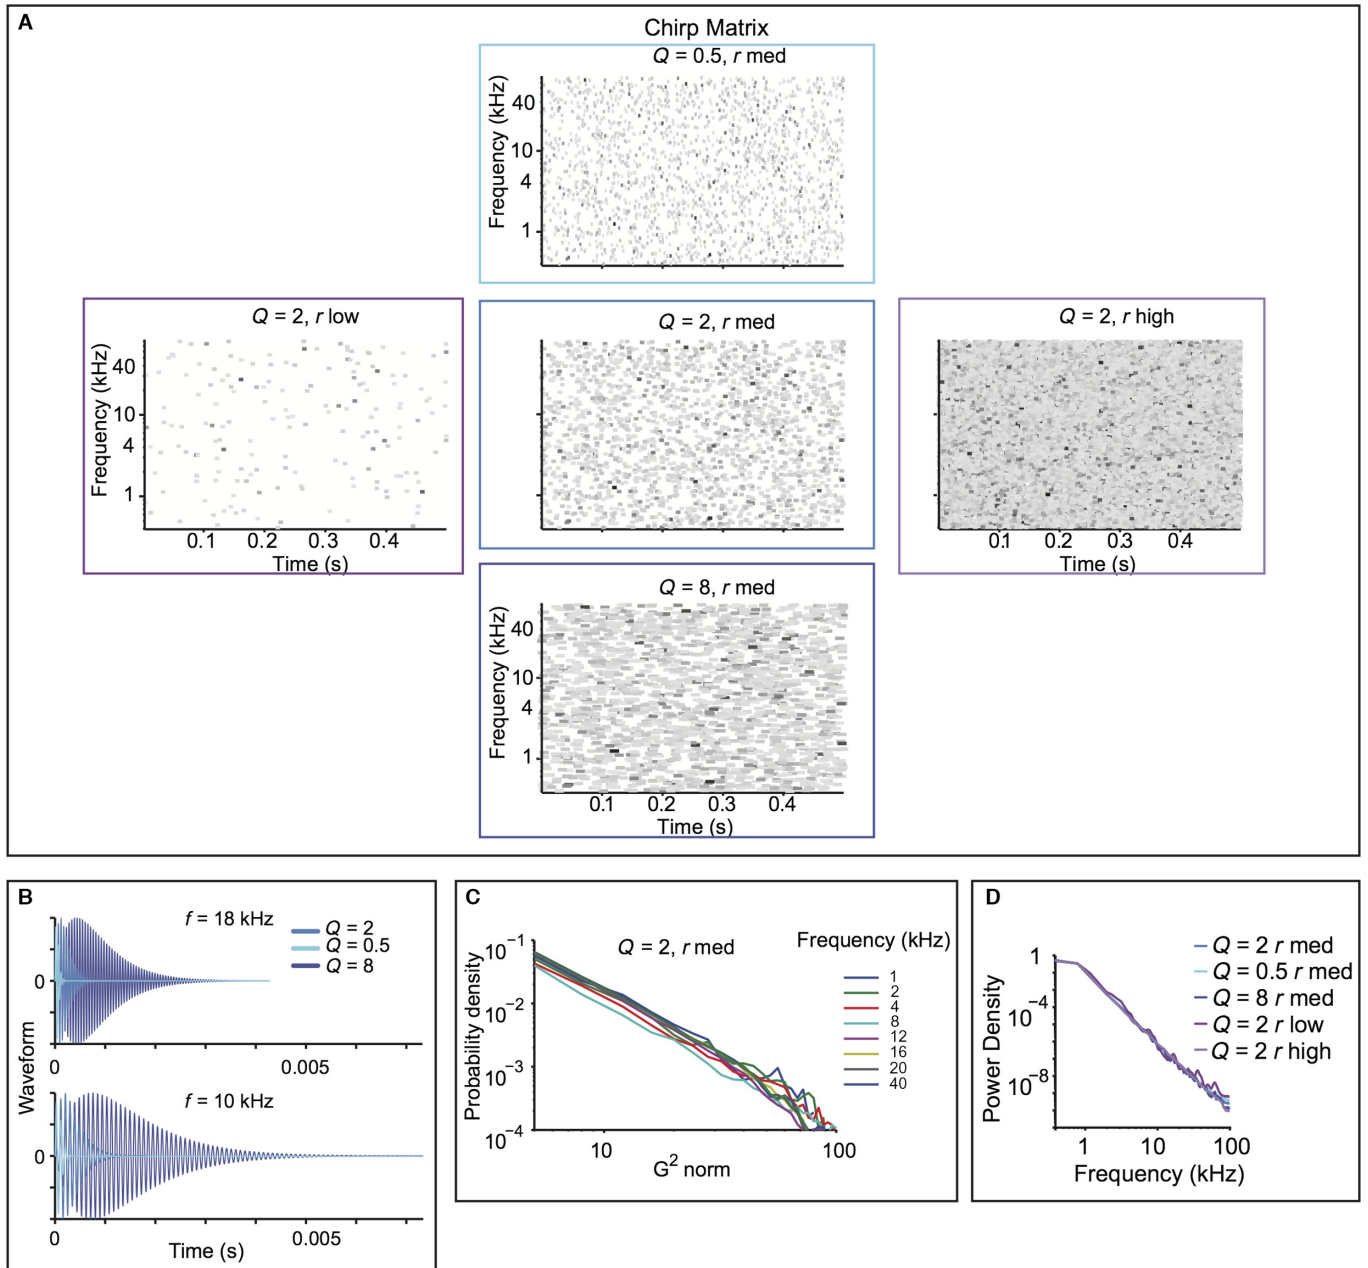 A
Chirp Matrix
Q = 0.5, r med
Frequency (kHz)
40
10
4
1
Q = 2, r low
Frequency (kHz)
40
10
4
1
0.1 0.2 0.3 0.4
Time (s)
Q = 2, r med
Q = 2, r high
0.1 0.2 0.3 0.4
Time (s)
Q = 8, r med
Frequency (kHz)
40
10
4
1
0.1 0.2 0.3 0.4
Time (s)
B
f = 18 kHz
Q = 2
Q = 0.5
Q = 8
Waveform
0
0 0.005
f = 10 kHz
0
0 0.005
Time (s)
C
Q = 2, r med
Frequency (kHz)
1
2
4
8
12
16
20
40
Probability density
10⁻¹
10⁻²
10⁻³
10⁻⁴
10 100
G² norm
D
Q = 2 r med
Q = 0.5 r med
Q = 8 r med
Q = 2 r low
Q = 2 r high
Power Density
1
10⁻⁴
10⁻⁸
1 10 100
Frequency (kHz)